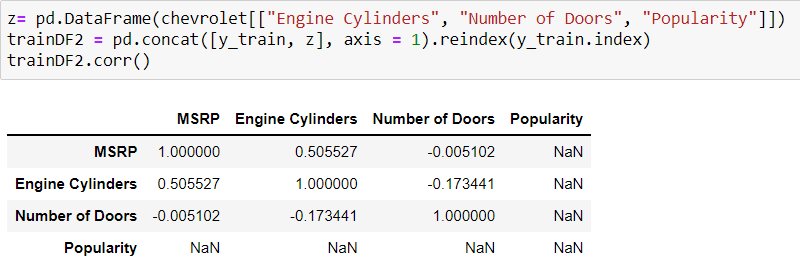 z= pd.DataFrame(chevrolet[["Engine Cylinders", "Number of Doors", "Popularity"]])
trainDF2 = pd.concat([y_train, z], axis = 1).reindex(y_train.index)
trainDF2.corr()
MSRP Engine Cylinders Number of Doors Popularity
MSRP 1.000000 0.505527 -0.005102 NaN
Engine Cylinders 0.505527 1.000000 -0.173441 NaN
Number of Doors -0.005102 -0.173441 1.000000 NaN
Popularity NaN NaN NaN NaN